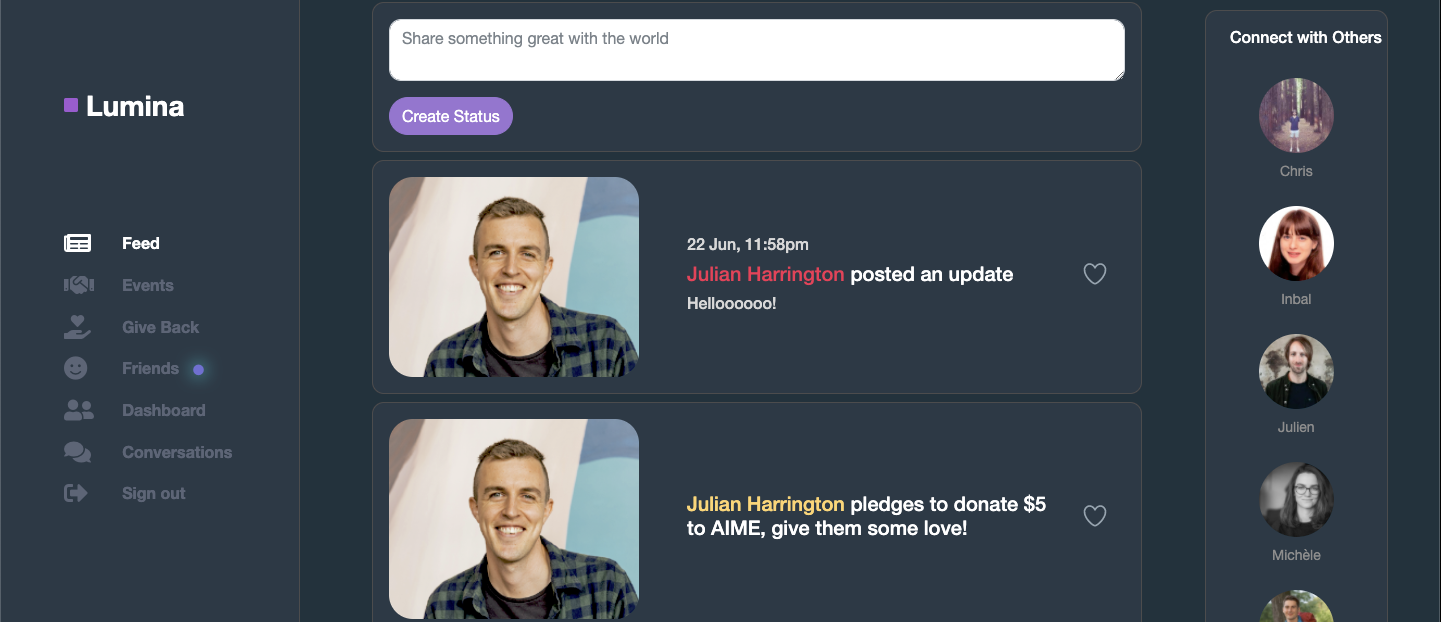 Lumina
Feed
Events
Give Back
Friends
Dashboard
Conversations
Sign out
Share something great with the world
Create Status
22 Jun, 11:58pm
Julian Harrington posted an update
Whelloooooo!
Julian Harrington pledges to donate $5
to AIME, give them some love!
Connect with Others
Chris
Inbal
Julien
Michèle